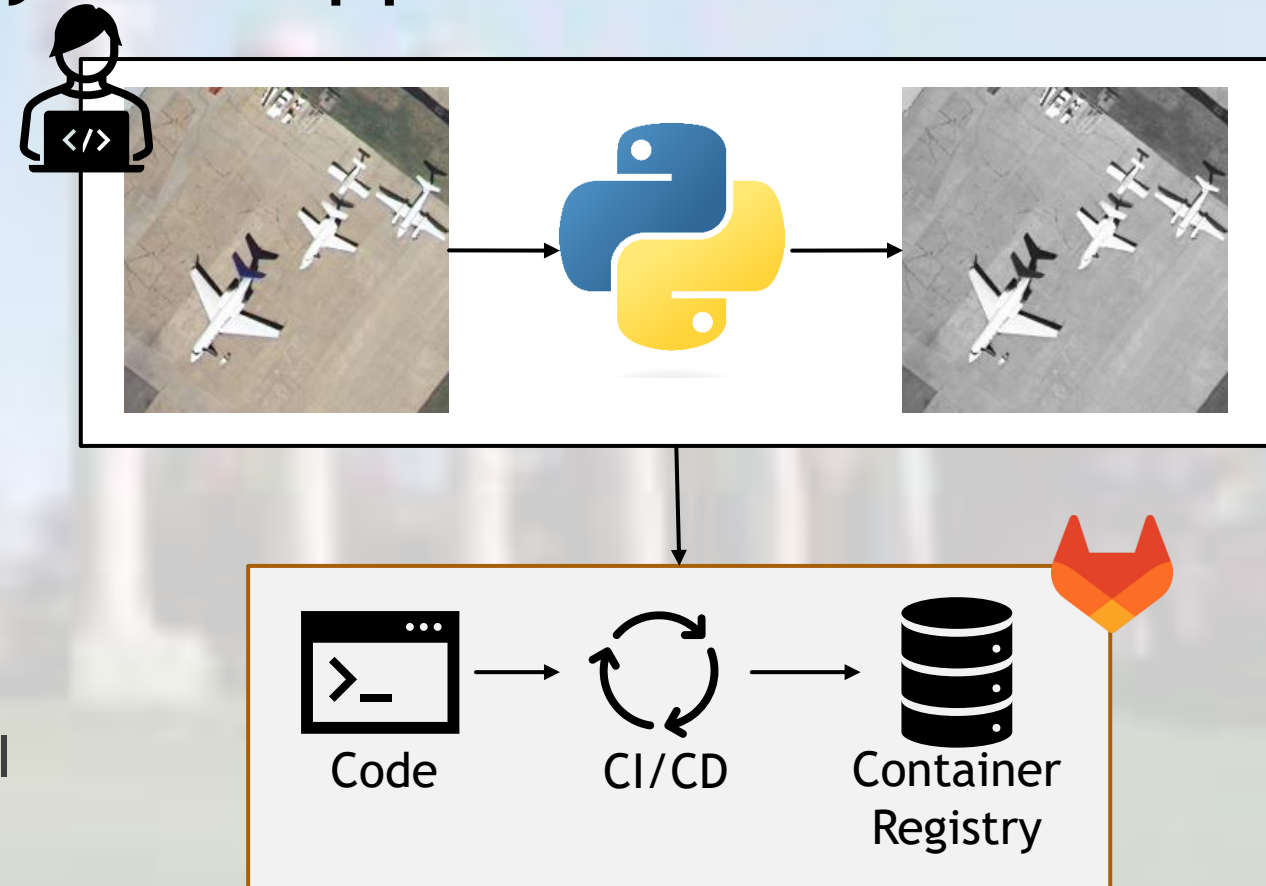 </>
>_
Code
CI/CD
Container
Registry